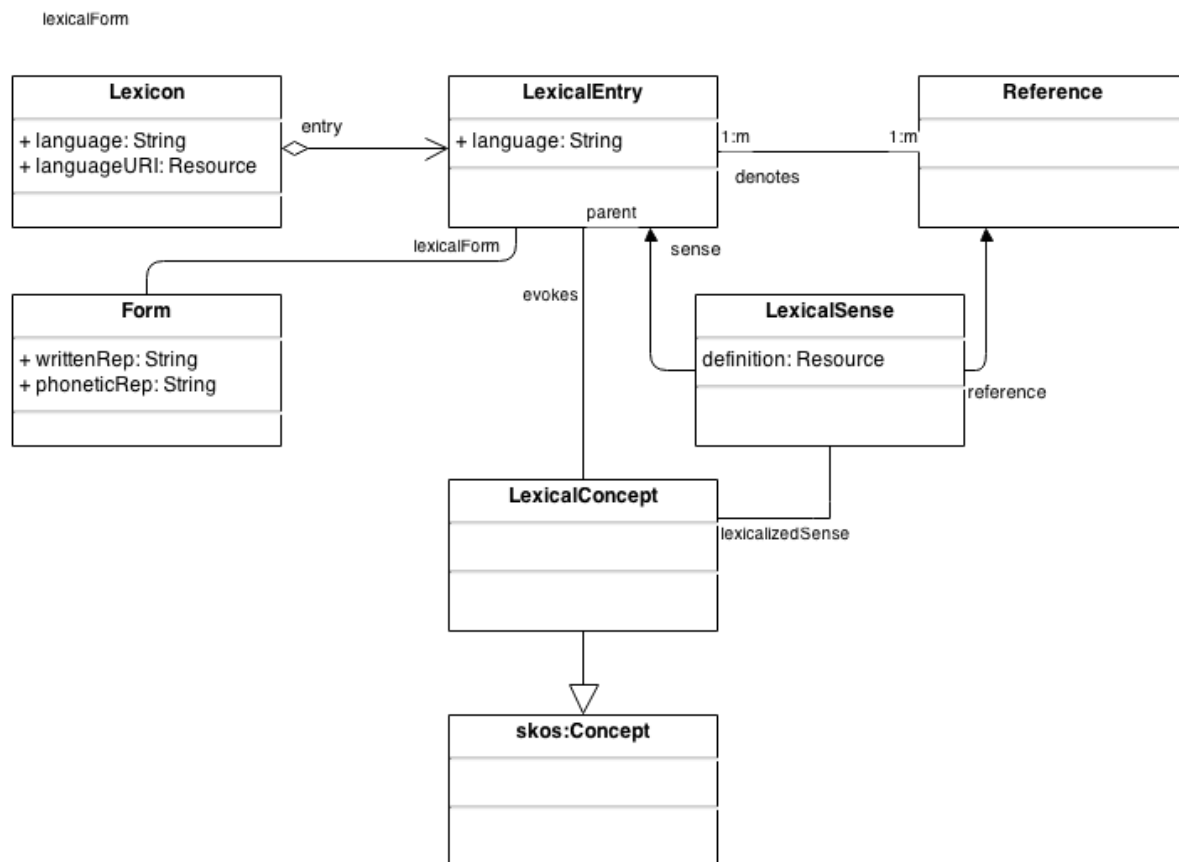 lexicalForm
Lexicon
+ language: String
+ languageURI: Resource
entry
LexicalEntry
+ language: String
1:m
1:m
denotes
Reference
parent
lexicalForm
sense
evokes
Form
+ writtenRep: String
+ phoneticRep: String
LexicalSense
definition: Resource
reference
LexicalConcept
lexicalizedSense
skos:Concept